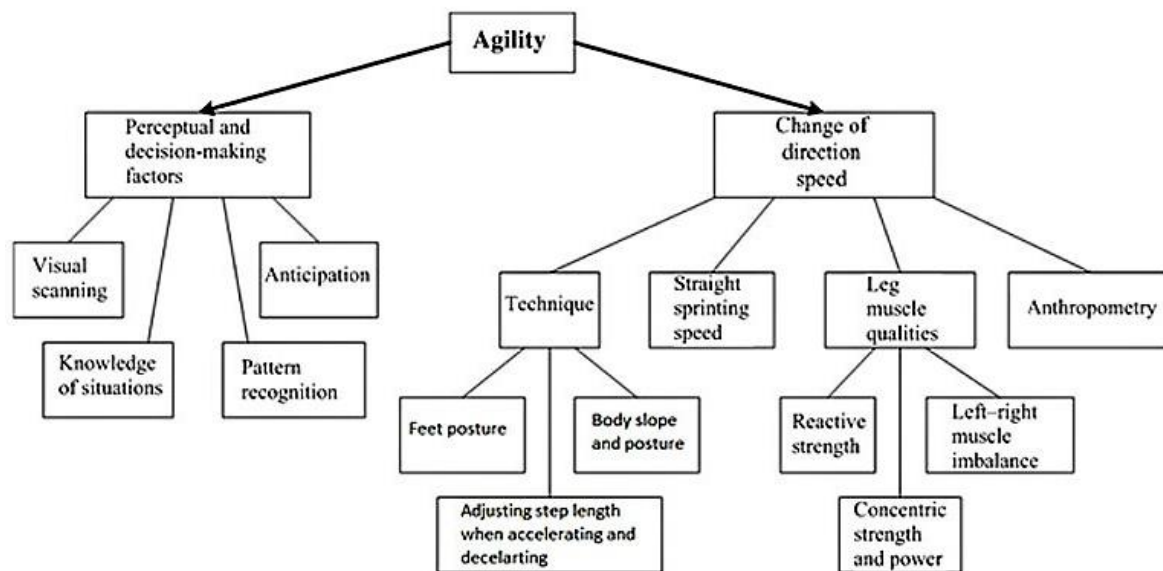 Agility
Perceptual and
decision-making
factors
Change of
direction
speed
Visual
scanning
Anticipation
Knowledge
of situations
Pattern
recognition
Technique
Straight
sprinting
speed
Leg
muscle
qualities
Anthropometry
Feet posture
Body slope
and posture
Reactive
strength
Left–right
muscle
imbalance
Adjusting step length
when accelerating and
decelarting
Concentric
strength
and power